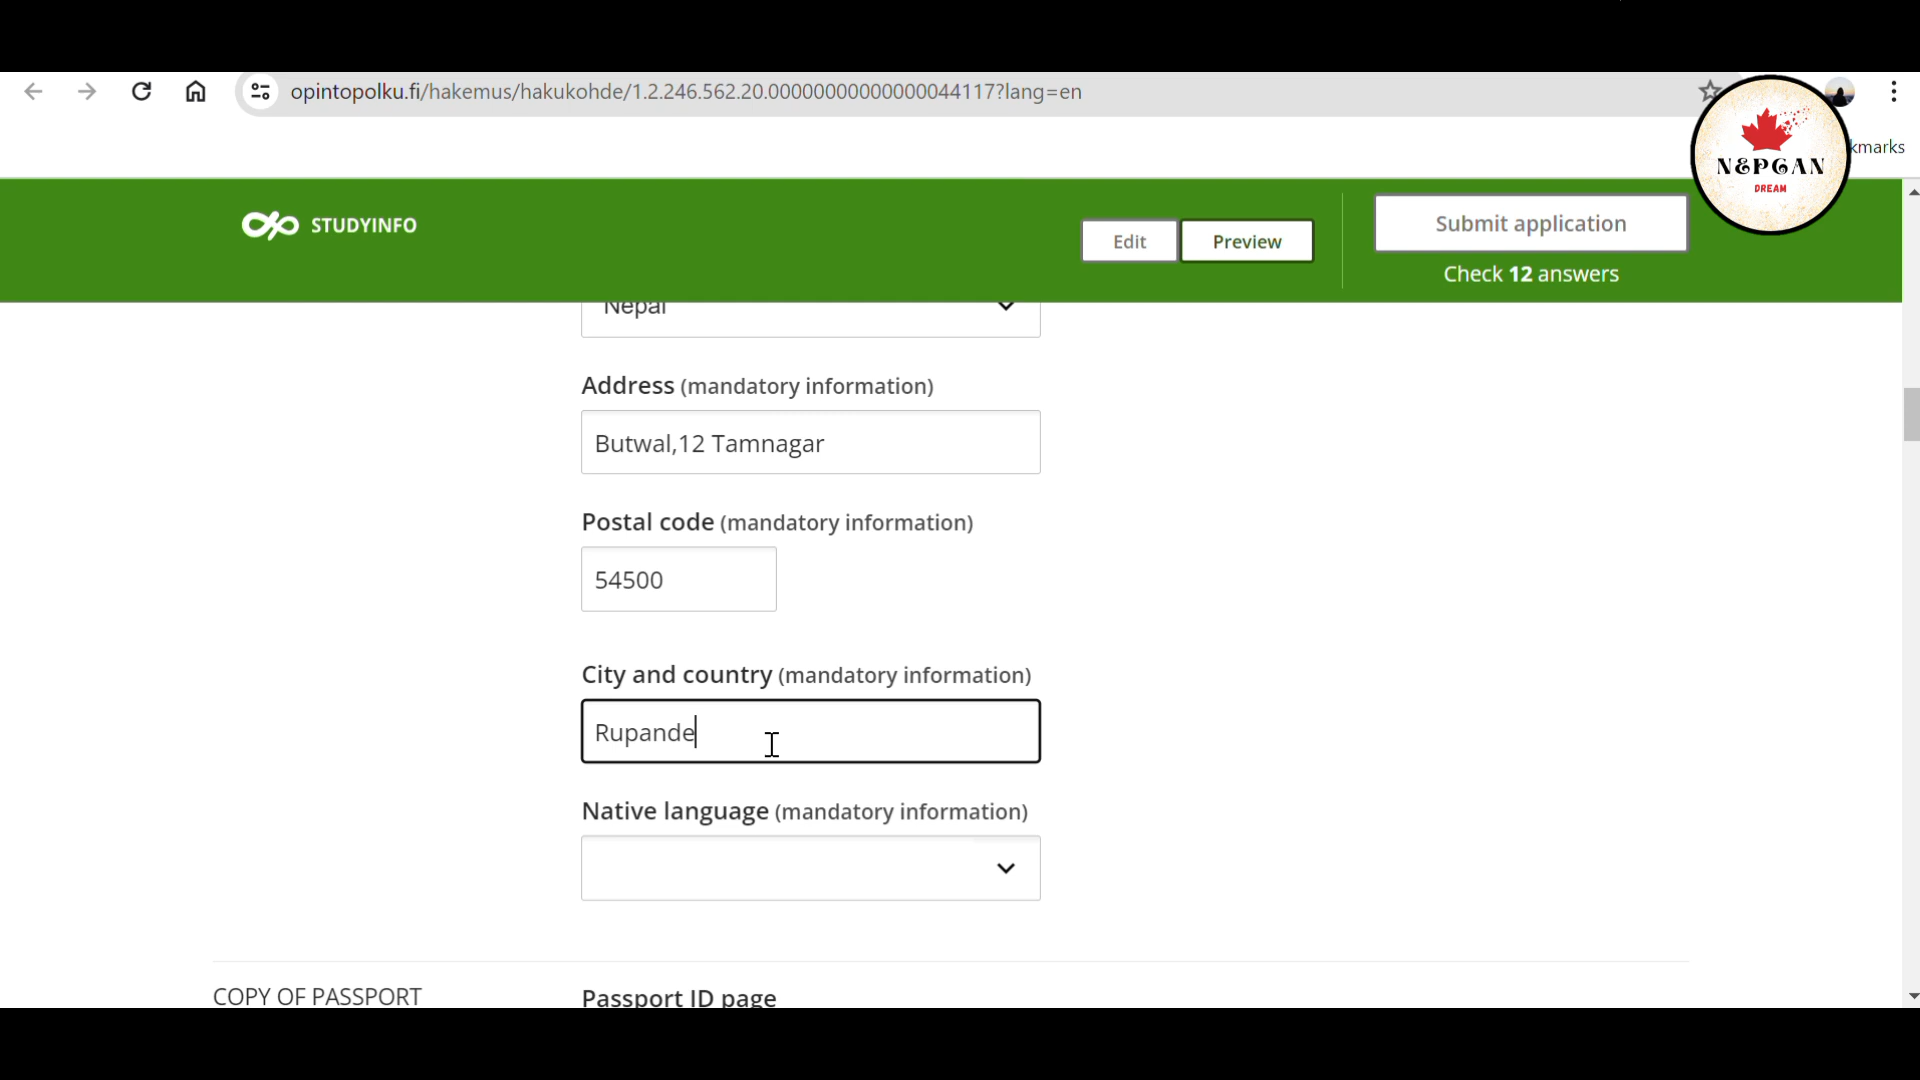 opintopolku.fi/hakemus/hakukohde/1.2.246.562.20.00000000000000044117?lang=en
kmarks
N&PCAN
DREAM
STUDYINFO
Edit
Preview
Submit application
Check 12 answers
Nepal
Address (mandatory information)
Butwal,12 Tamnagar
Postal code (mandatory information)
54500
City and country (mandatory information)
Rupande
Native language (mandatory information)
COPY OF PASSPORT
Passport ID page